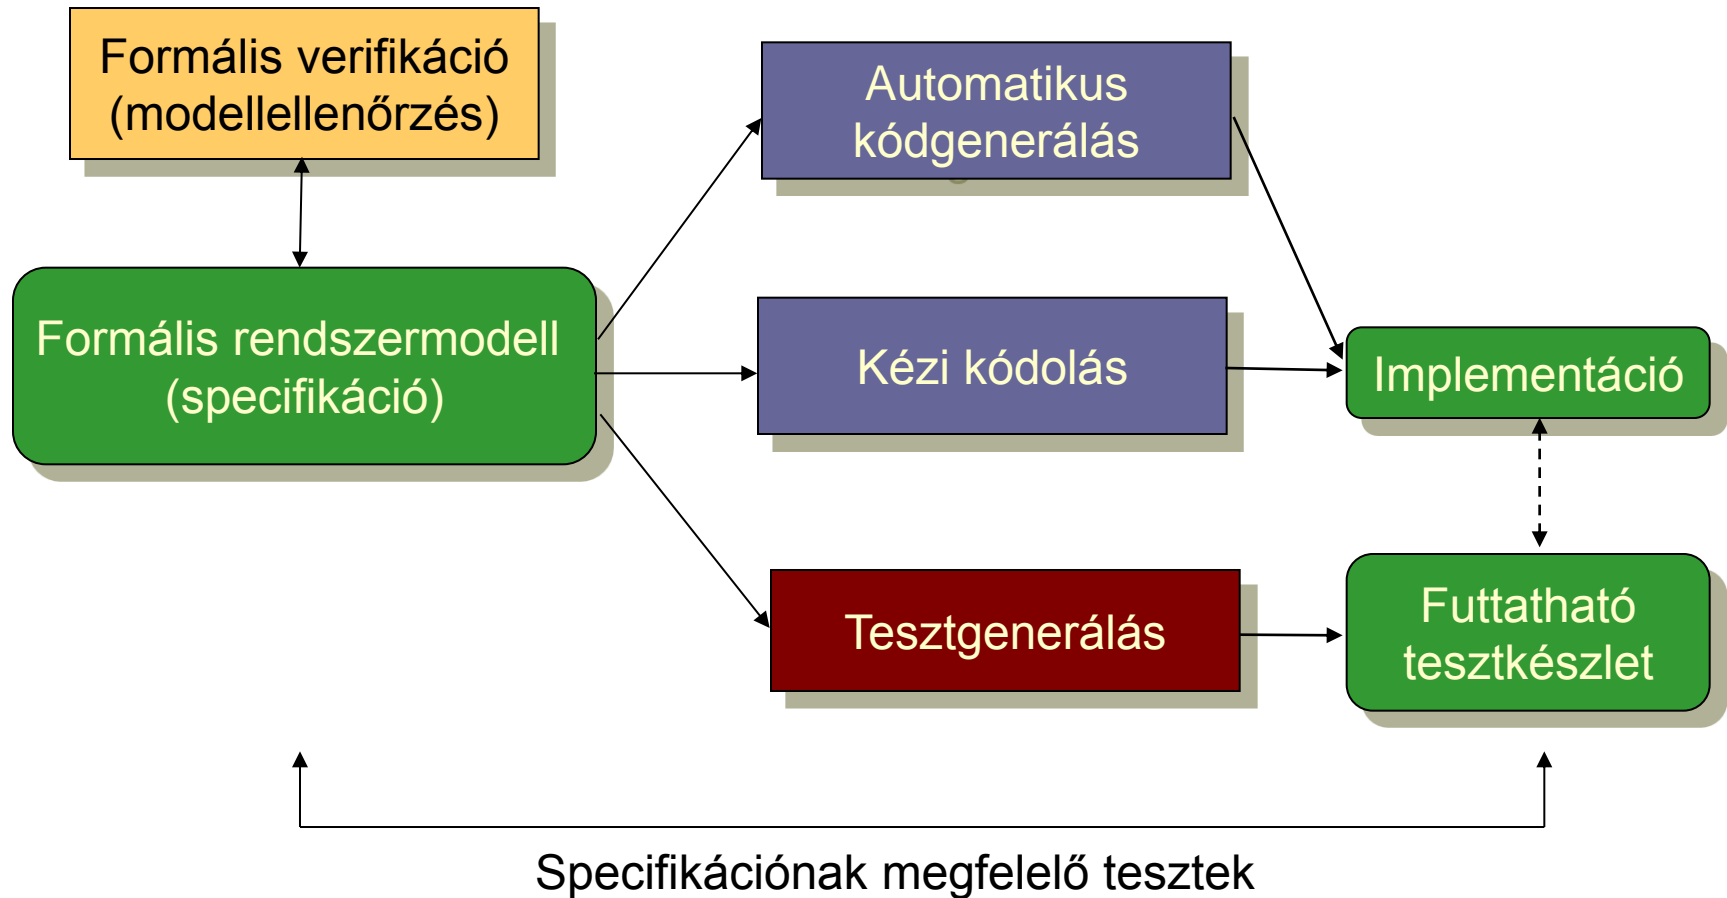 Formális verifikáció
(modellellenőrzés)
Automatikus
kódgenerálás
Formális rendszermodell
(specifikáció)
Kézi kódolás
Implementáció
Tesztgenerálás
Futtatható
tesztkészlet
Specifikációnak megfelelő tesztek